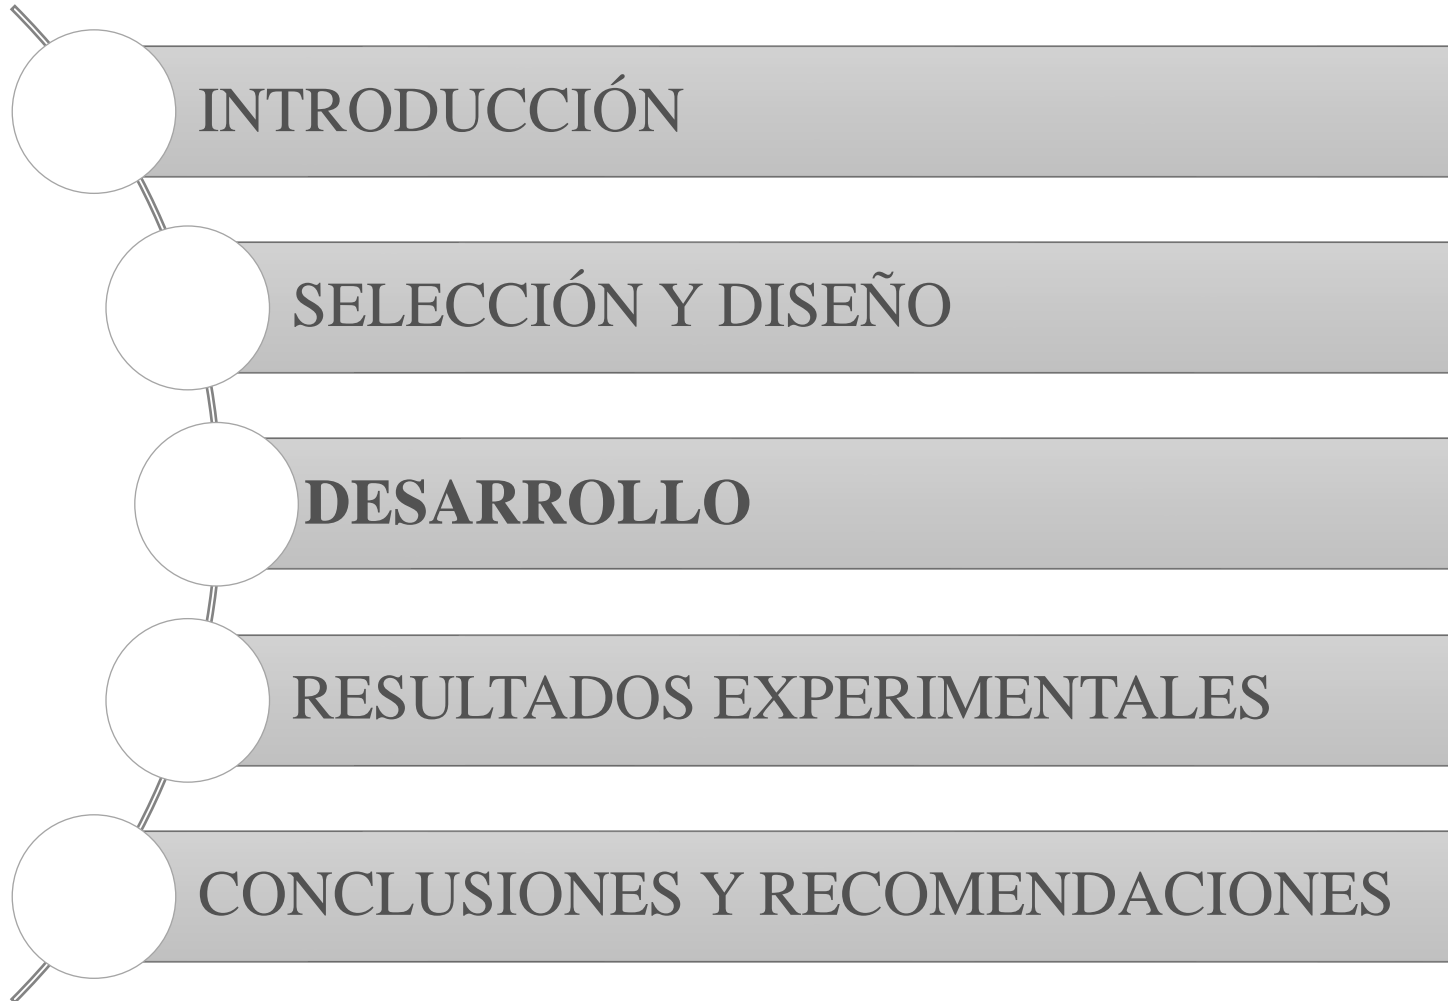 INTRODUCCIÓN
SELECCIÓN Y DISEÑO
DESARROLLO
RESULTADOS EXPERIMENTALES
CONCLUSIONES Y RECOMENDACIONES